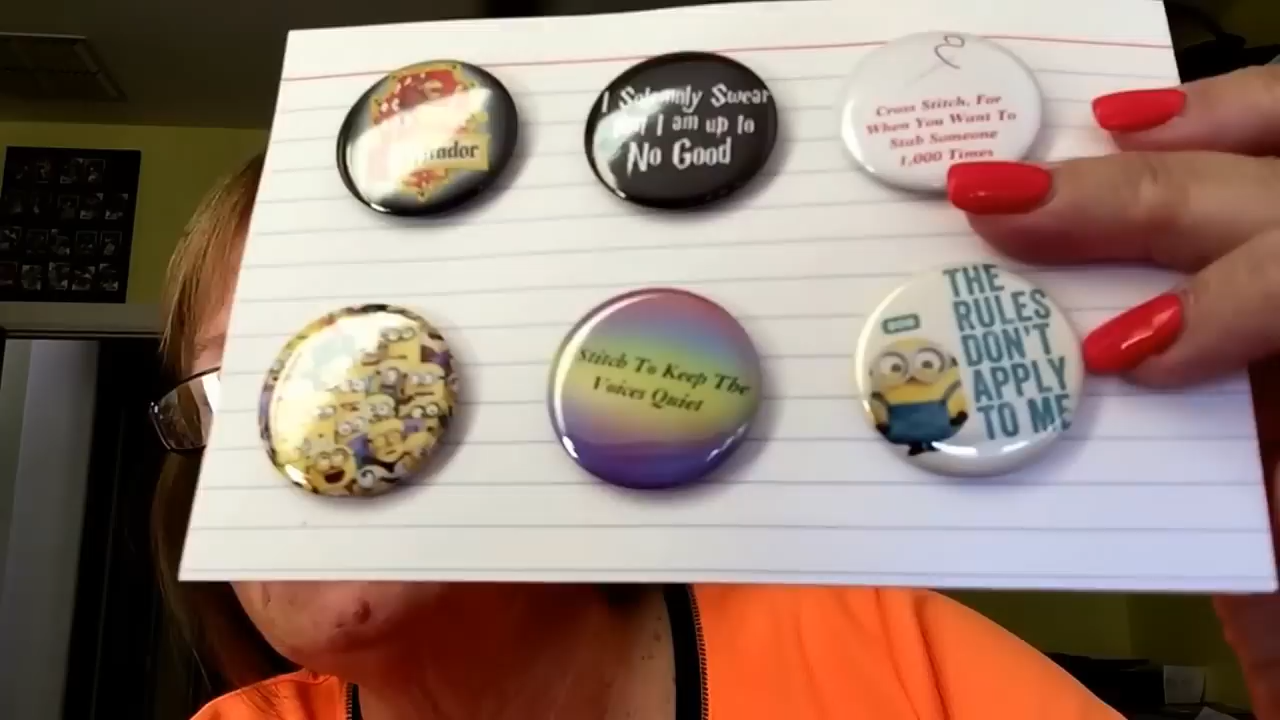 I Solemnly Swear
I am up to
No Good
Cross Stitch, For
When You Want To
Stab Someone
1,000 Times
Stitch To Keep The
Voices Quiet
THE
RULES
DON'T
APPLY
TO ME